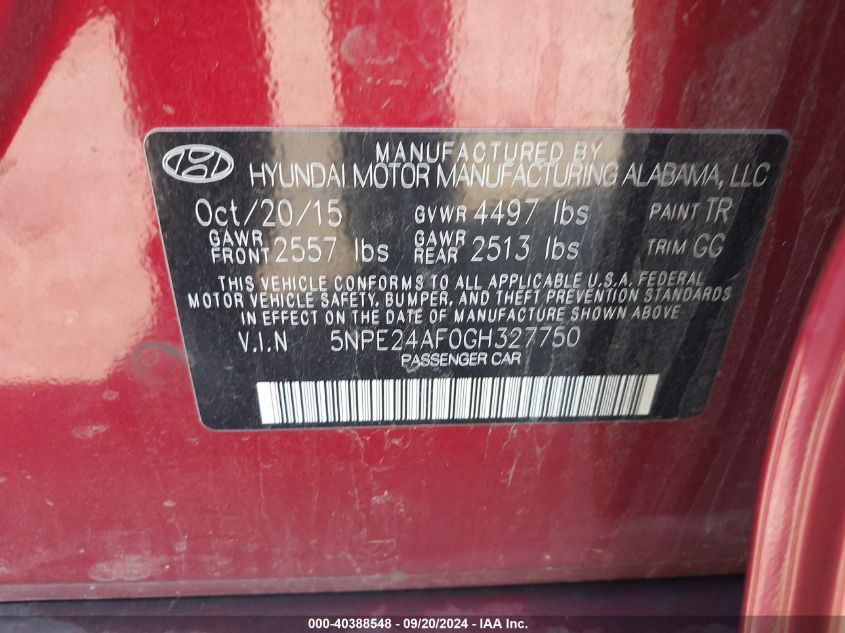 MANUFACTURED BY
HYUNDAI MOTOR MANUFACTURING ALABAMA, LLC
Oct/20/15 GVWR 4497 lbs PAINT TR
GAWR FRONT 2557 lbs GAWR REAR 2513 lbs TRIM GG
THIS VEHICLE CONFORMS TO ALL APPLICABLE U.S.A. FEDERAL
MOTOR VEHICLE SAFETY, BUMPER, AND THEFT PREVENTION STANDARDS
IN EFFECT ON THE DATE OF MANUFACTURE SHOWN ABOVE.
V.I.N 5NPE24AF0GH327750
PASSENGER CAR
000-40388548 - 09/20/2024 - IAA Inc.